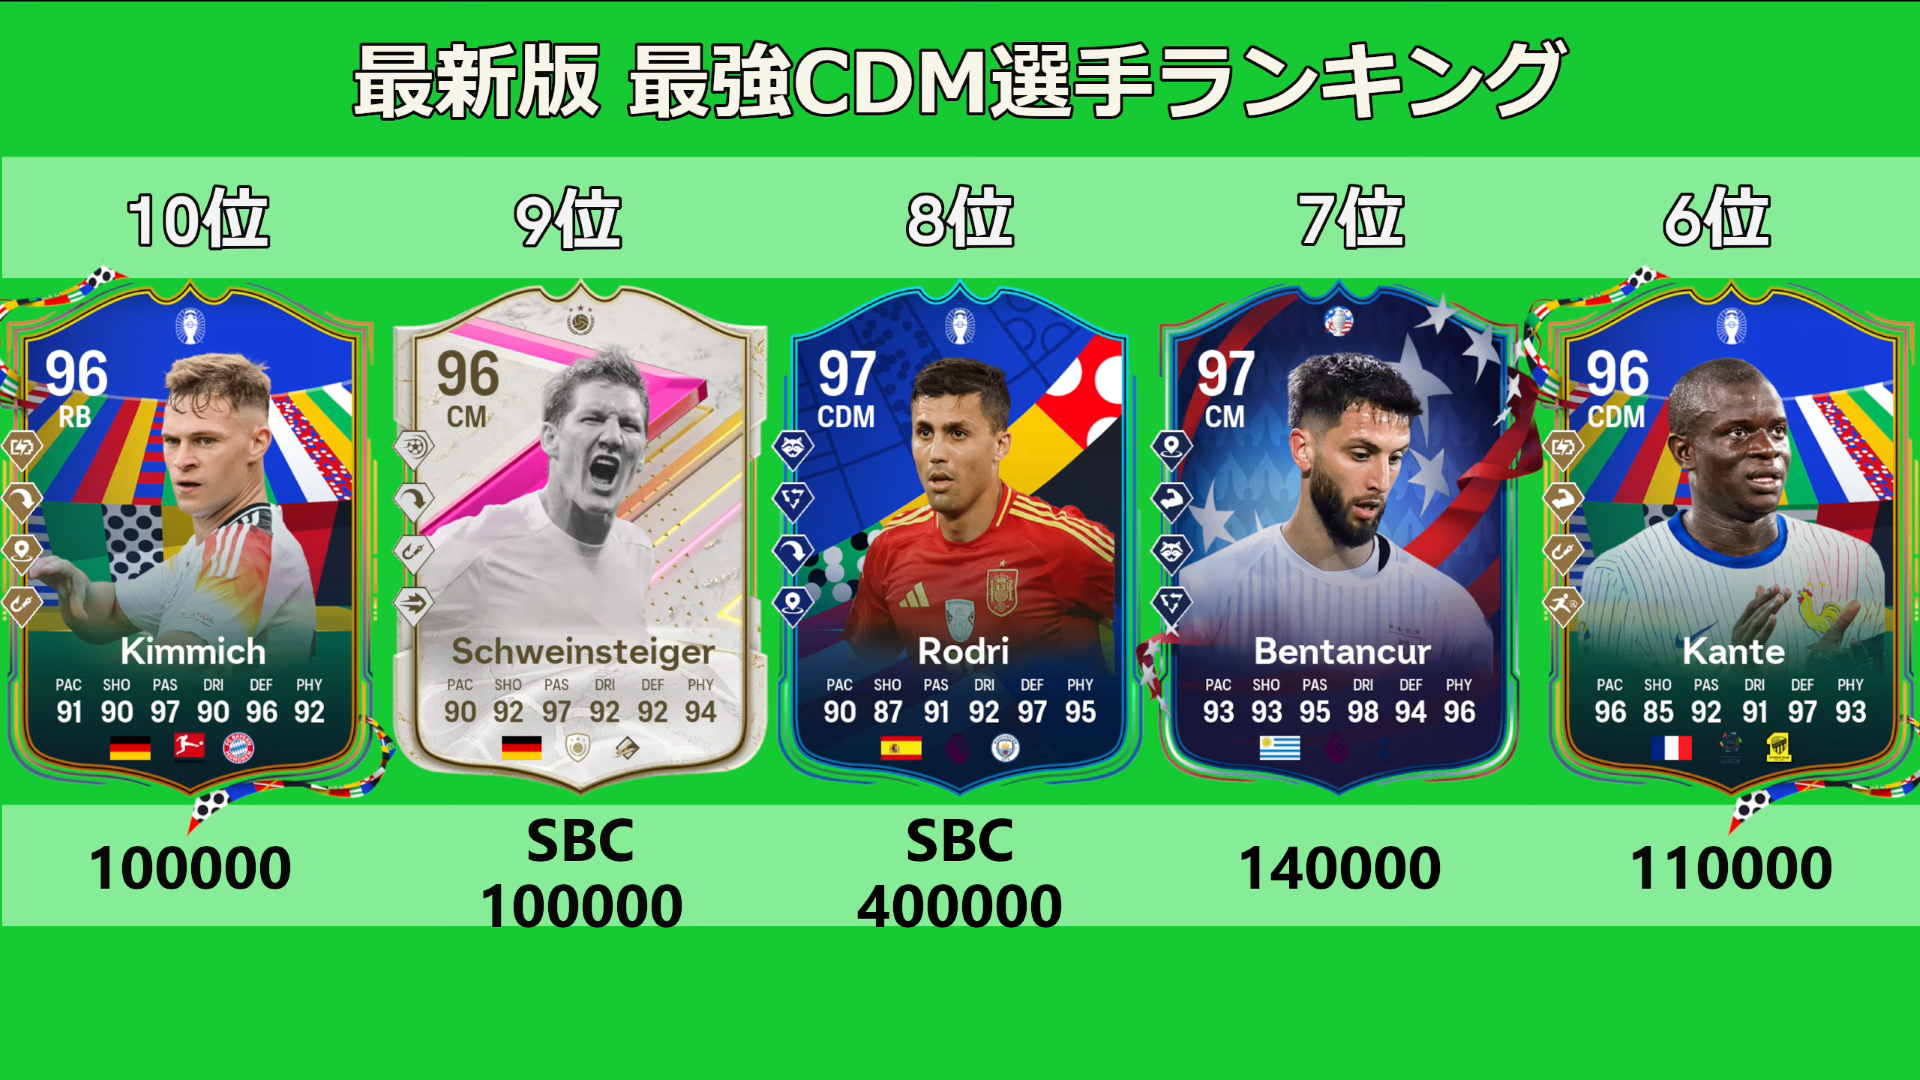 最新版 最強CDM選手ランキング
10位 9位 8位 7位 6位
96
RB
Kimmich
PAC SHO PAS DRI DEF PHY
91 90 97 90 96 92
96
CM
Schweinsteiger
PAC SHO PAS DRI DEF PHY
90 92 97 92 92 94
97
CDM
Rodri
PAC SHO PAS DRI DEF PHY
90 87 91 92 97 95
97
CM
Bentancur
PAC SHO PAS DRI DEF PHY
93 93 95 98 94 96
96
CDM
Kante
PAC SHO PAS DRI DEF PHY
96 85 92 91 97 93
100000
SBC
100000
SBC
400000
140000
110000